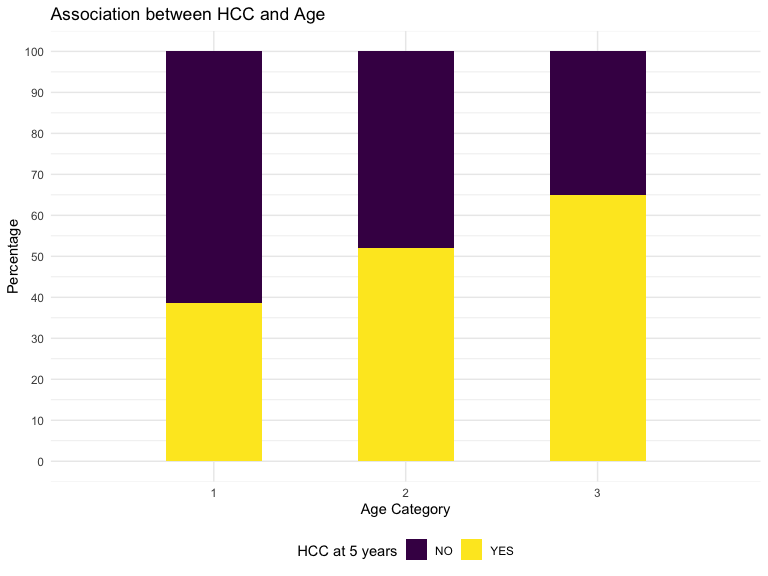 Association between HCC and Age
Percentage
100
90
80
70
60
50
40
30
20
10
0
1 2 3
Age Category
HCC at 5 years NO YES